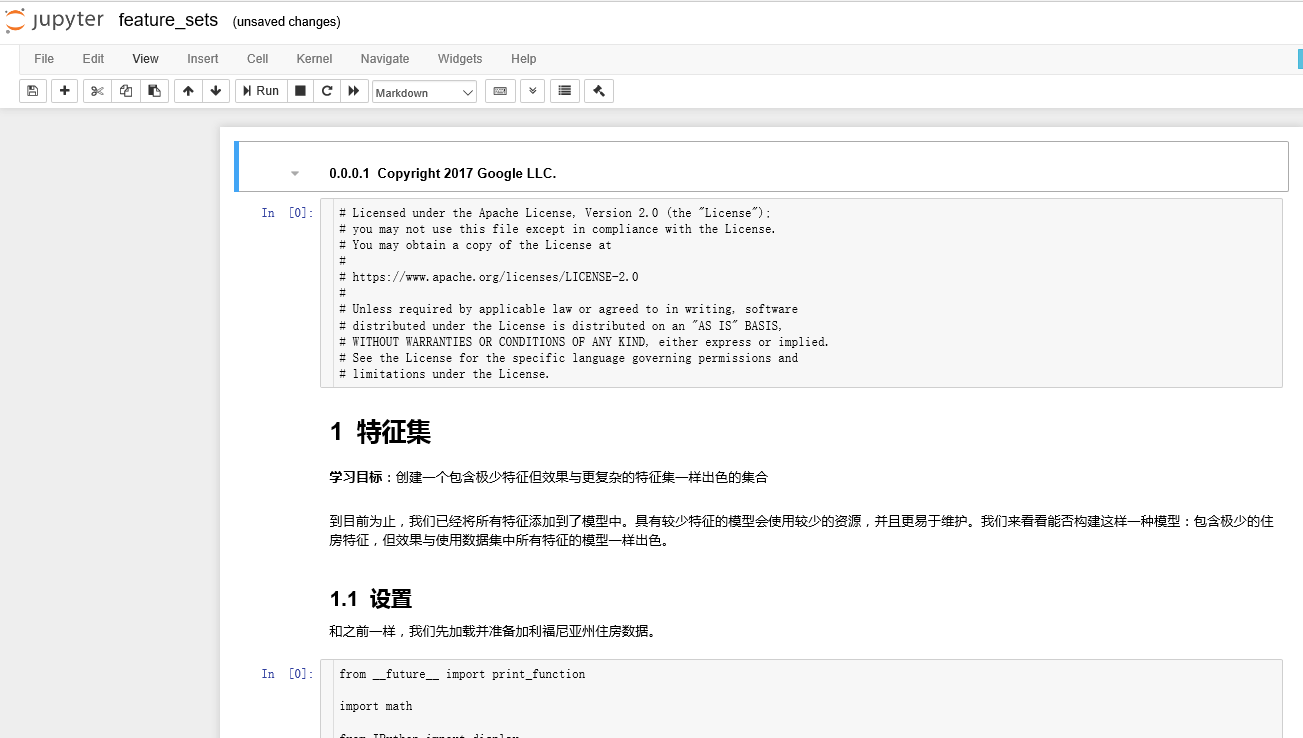 jupyter feature_sets (unsaved changes)
File Edit View Insert Cell Kernel Navigate Widgets Help
Run Markdown
0.0.0.1 Copyright 2017 Google LLC.
In [0]: # Licensed under the Apache License, Version 2.0 (the "License");
# you may not use this file except in compliance with the License.
# You may obtain a copy of the License at
#
# https://www.apache.org/licenses/LICENSE-2.0
#
# Unless required by applicable law or agreed to in writing, software
# distributed under the License is distributed on an "AS IS" BASIS,
# WITHOUT WARRANTIES OR CONDITIONS OF ANY KIND, either express or implied.
# See the License for the specific language governing permissions and
# limitations under the License.
1 特征集
学习目标：创建一个包含极少特征但效果与更复杂的特征集一样出色的集合
到目前为止，我们已经将所有特征添加到了模型中。具有较少特征的模型会使用较少的资源，并且更易于维护。我们来看看能否构建这样一种模型：包含极少的住
房特征，但效果与使用数据集中所有特征的模型一样出色。
1.1 设置
和之前一样，我们先加载并准备加利福尼亚州住房数据。
In [0]: from __future__ import print_function
import math
from IPython import display